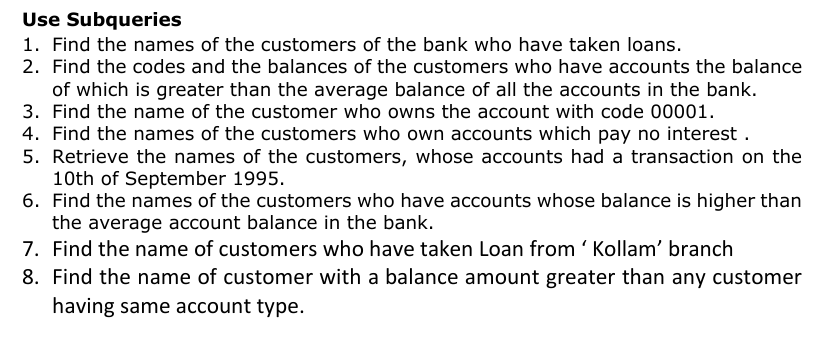 Use Subqueries
1. Find the names of the customers of the bank who have taken loans.
2. Find the codes and the balances of the customers who have accounts the balance
of which is greater than the average balance of all the accounts in the bank.
3. Find the name of the customer who owns the account with code 00001.
4. Find the names of the customers who own accounts which pay no interest .
5. Retrieve the names of the customers, whose accounts had a transaction on the
10th of September 1995.
6. Find the names of the customers who have accounts whose balance is higher than
the average account balance in the bank.
7. Find the name of customers who have taken Loan from ‘ Kollam’ branch
8. Find the name of customer with a balance amount greater than any customer
having same account type.